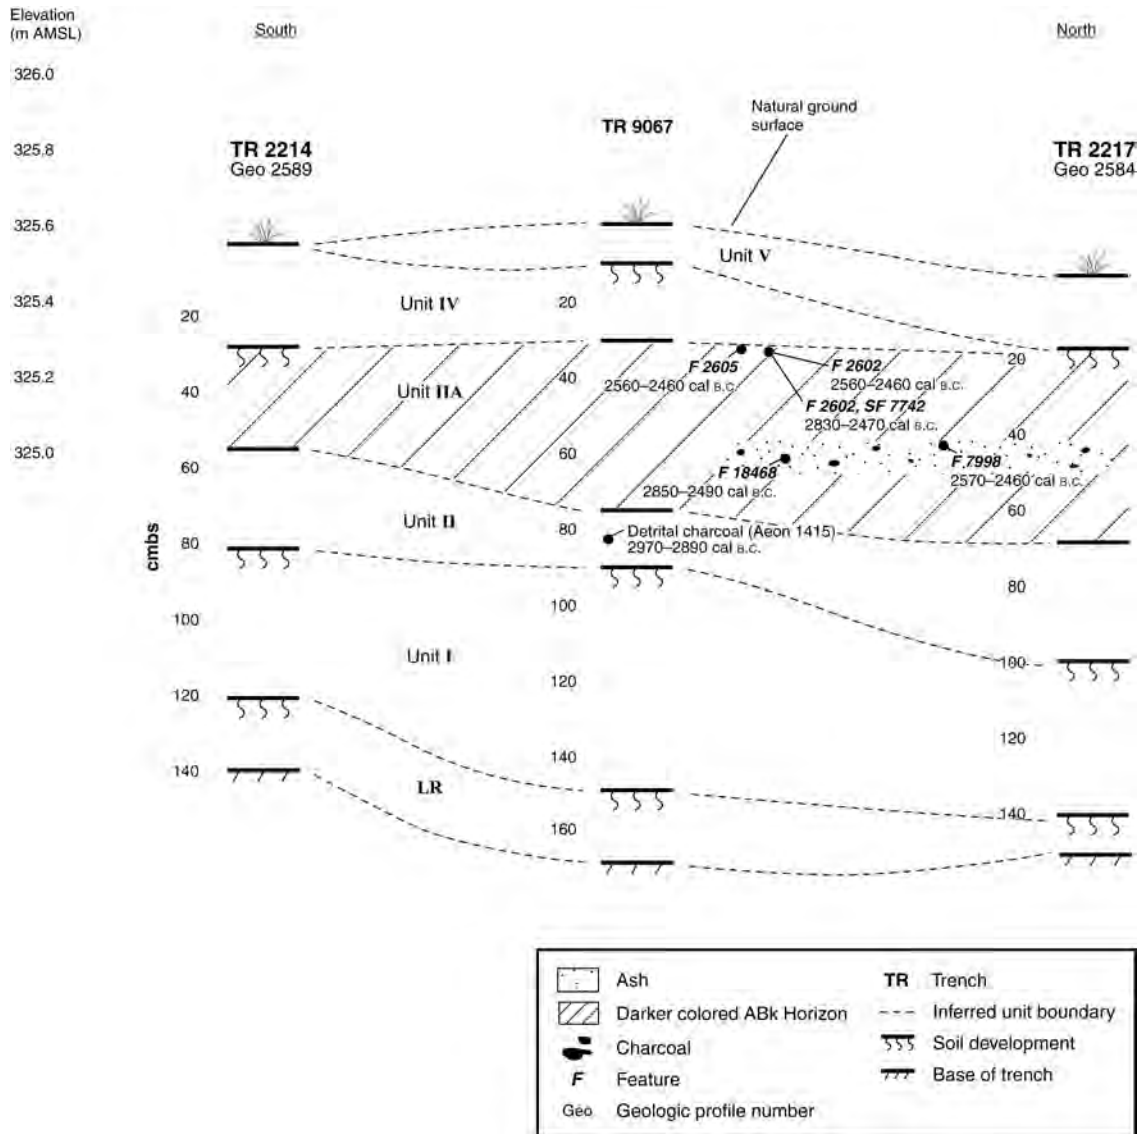 Elevation
(m AMSL)
South
North
326.0
325.8
325.6
325.4
325.2
325.0
TR 2214
Geo 2589
TR 9067
Natural ground
surface
TR 2217
Geo 2584
Unit V
Unit IV
Unit IIA
Unit II
Unit I
LR
cmbs
20
40
60
80
100
120
140
20
40
60
80
100
120
140
160
20
40
60
80
100
120
140
F 2605
2560–2460 cal B.C.
F 2602
2560–2460 cal B.C.
F 2602, SF 7742
2830–2470 cal B.C.
F 18468
2850–2490 cal B.C.
F 7998
2570–2460 cal B.C.
Detrital charcoal (Aeon 1415)
2970–2890 cal B.C.
Ash
Darker colored ABk Horizon
Charcoal
F Feature
Geo Geologic profile number
TR Trench
Inferred unit boundary
Soil development
Base of trench